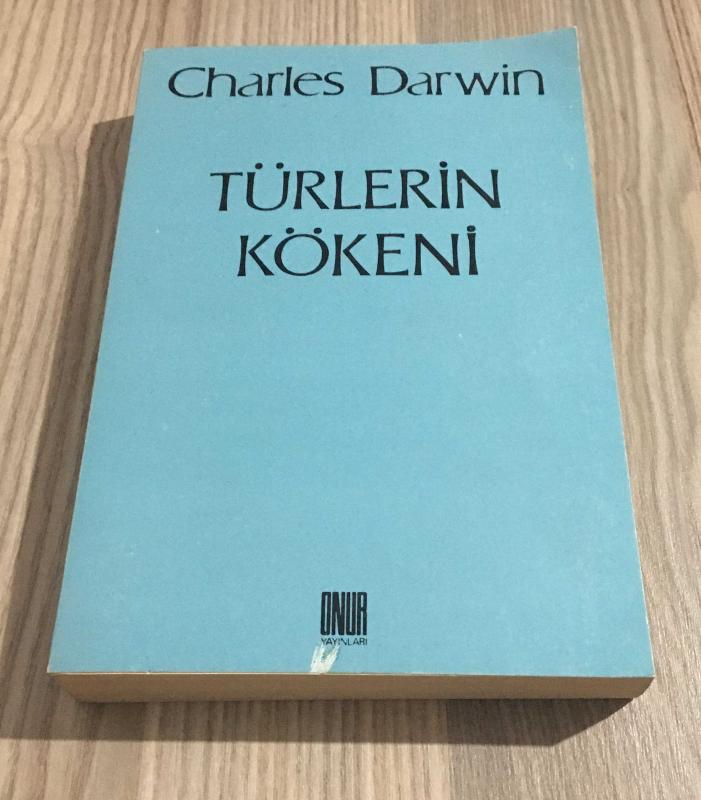 Charles Darwin
TÜRLERİN
KÖKENİ
ONUR
YAYINLARI